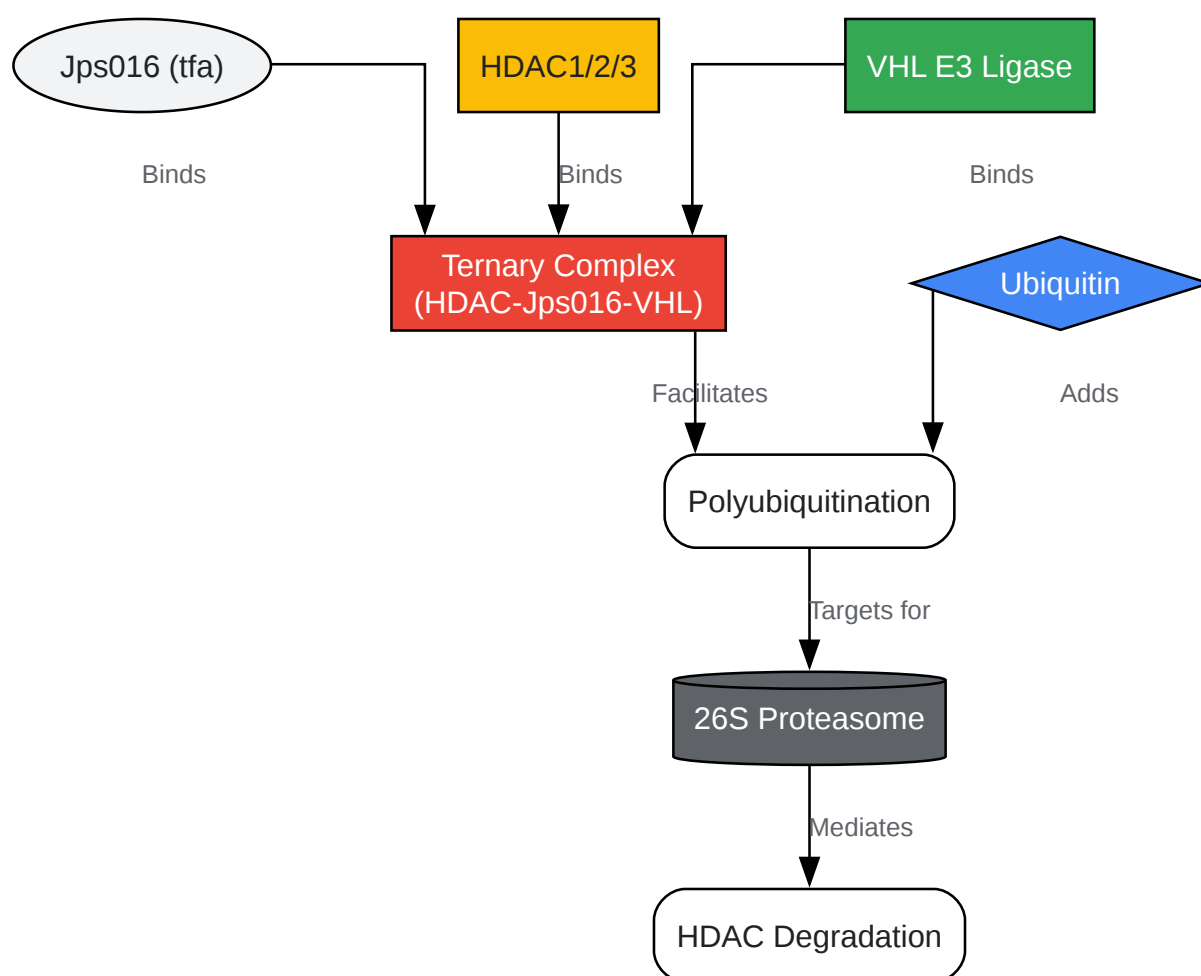 Jps016 (tfa)
HDAC1/2/3
VHL E3 Ligase
Binds
Binds
Binds
Ternary Complex
(HDAC-Jps016-VHL)
Ubiquitin
Facilitates
Adds
Polyubiquitination
Targets for
26S Proteasome
Mediates
HDAC Degradation